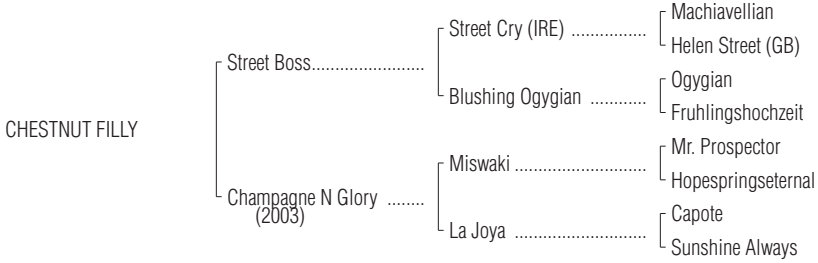 Machiavellian
Street Cry (IRE) ................
Helen Street (GB)
Street Boss........................
Ogygian
Blushing Ogygian ............
Fruhlingshochzeit
CHESTNUT FILLY
Mr. Prospector
Miswaki ............................
Hopespringseternal
Champagne N Glory ........
(2003)
Capote
La Joya ............................
Sunshine Always